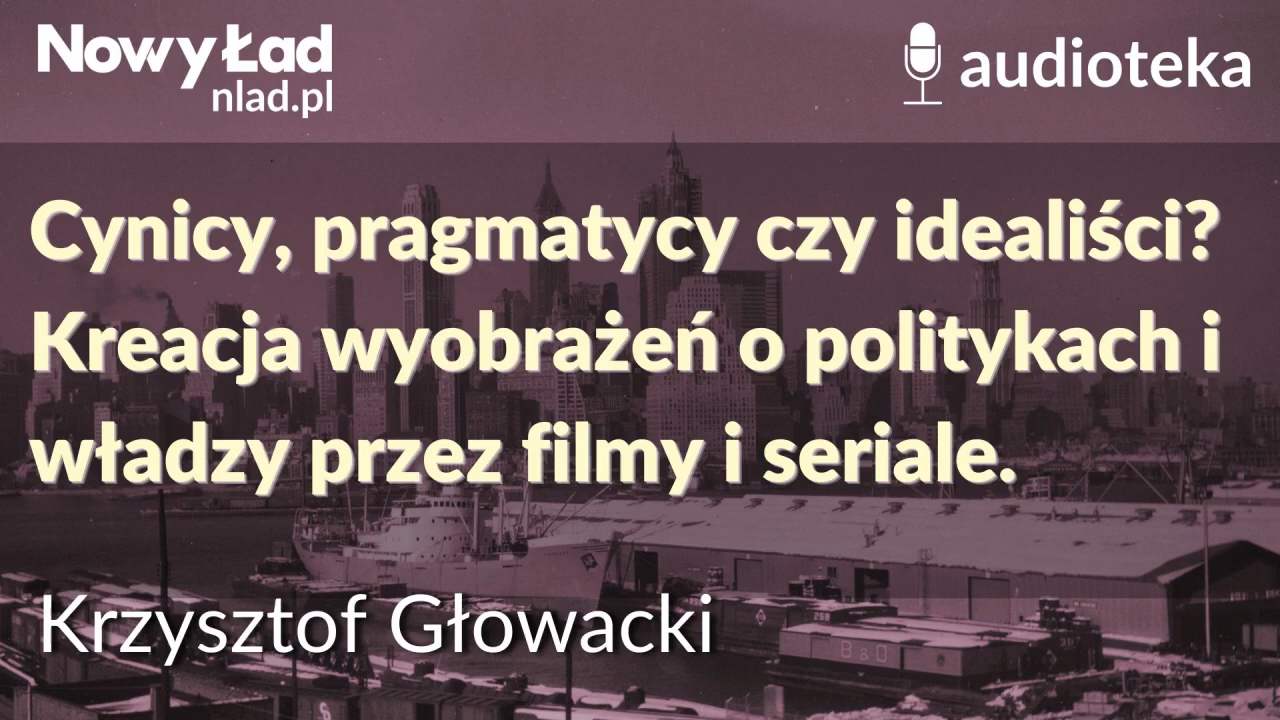 Nowy Ład
nlad.pl
audioteka
Cynicy, pragmatycy czy idealiści?
Kreacja wyobrażeń o politykach i
władzy przez filmy i seriale.
Krzysztof Głowacki
B&O